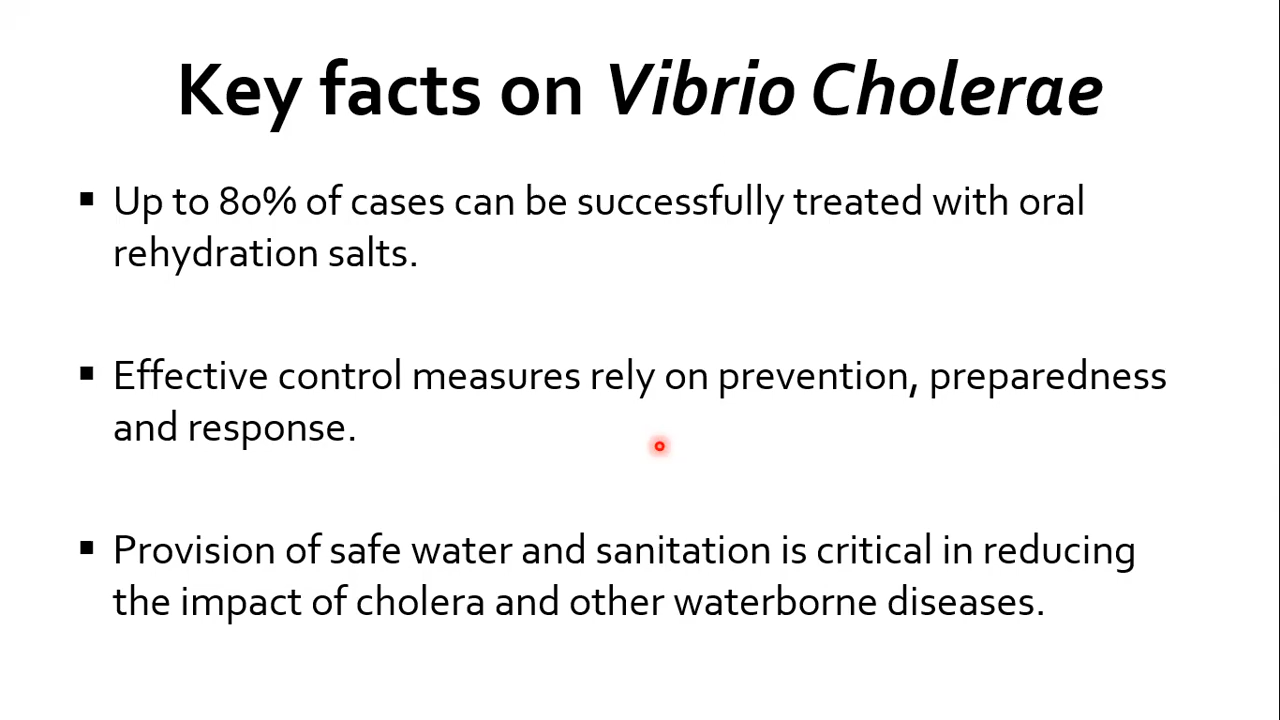 Key facts on Vibrio Cholerae
▪ Up to 80% of cases can be successfully treated with oral
rehydration salts.
▪ Effective control measures rely on prevention, preparedness
and response.
▪ Provision of safe water and sanitation is critical in reducing
the impact of cholera and other waterborne diseases.